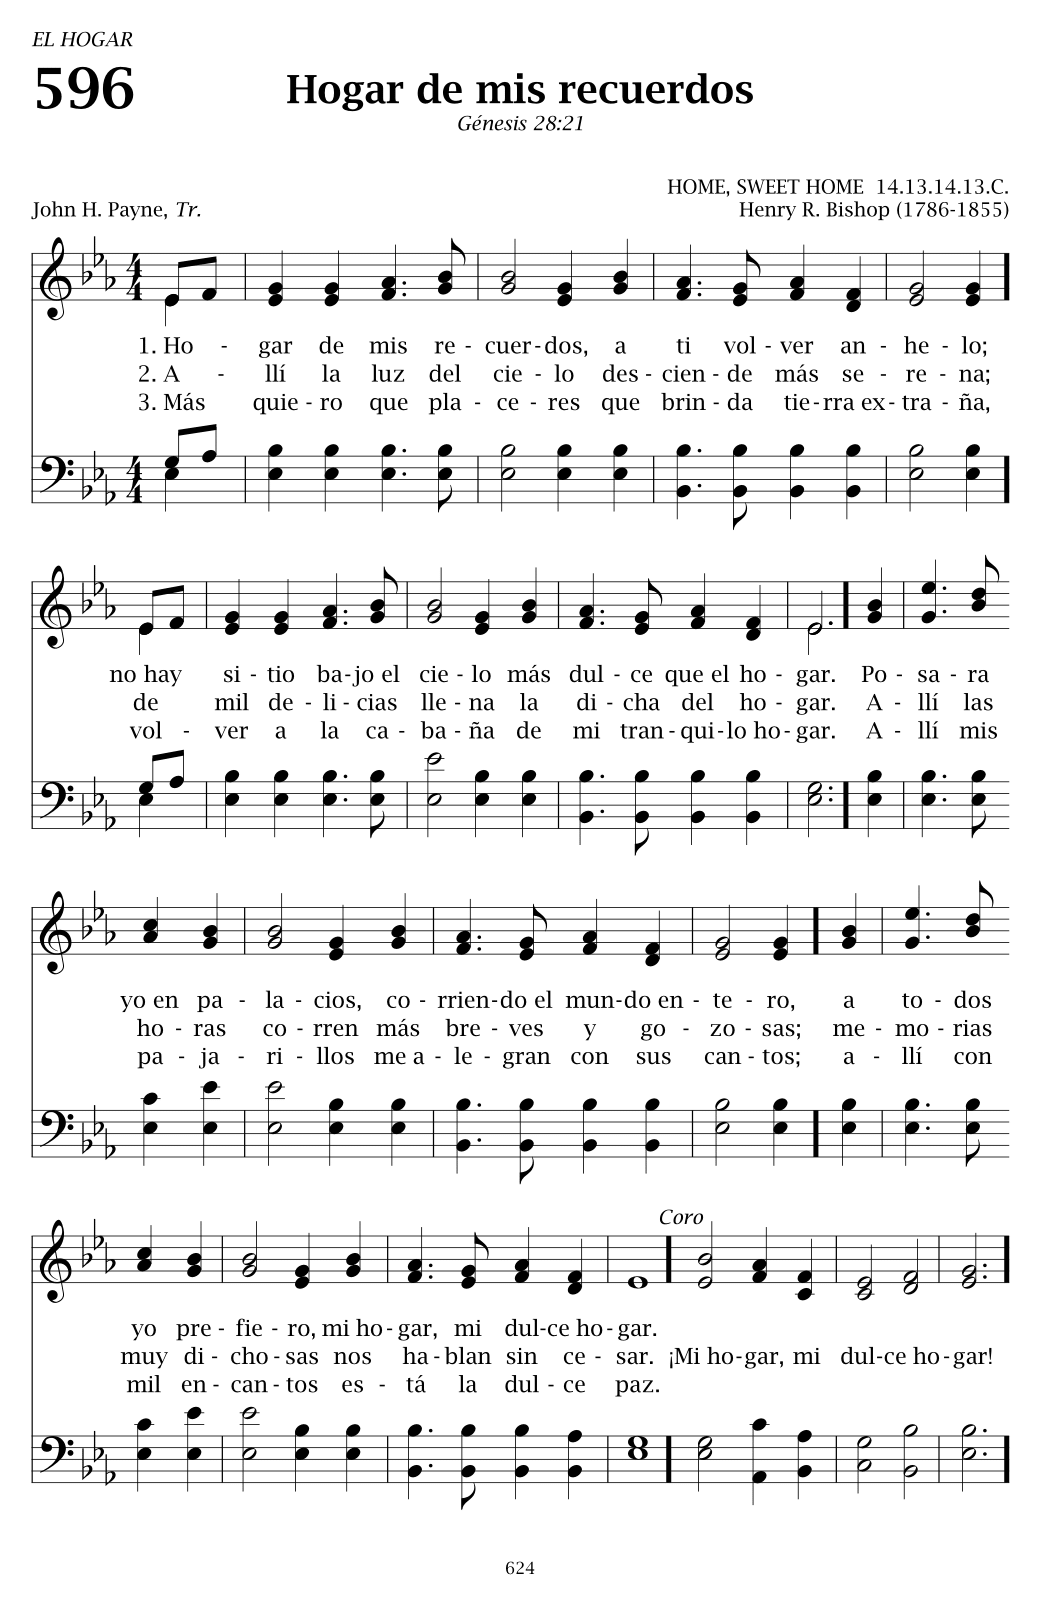 EL HOGAR
596
Hogar de mis recuerdos
Génesis 28:21
HOME, SWEET HOME 14.13.14.13.C.
John H. Payne, Tr.
Henry R. Bishop (1786-1855)
1. Ho - gar de mis re - cuer - dos, a ti vol - ver an - he - lo;
2. A - llí la luz del cie - lo des - cien - de más se - re - na;
3. Más quie - ro que pla - ce - res que brin - da tie - rra ex - tra - ña,
no hay si - tio ba - jo el cie - lo más dul - ce que el ho - gar. Po - sa - ra
de mil de - li - cias lle - na la di - cha del ho - gar. A - llí las
vol - ver a la ca - ba - ña de mi tran - qui - lo ho - gar. A - llí mis
yo en pa - la - cios, co - rrien - do el mun - do en - te - ro, a to - dos
ho - ras co - rren más bre - ves y go - zo - sas; me - mo - rias
pa - ja - ri - llos me a - le - gran con sus can - tos; a - llí con
Coro
yo pre - fie - ro, mi ho - gar, mi dul - ce ho - gar.
muy di - cho - sas nos ha - blan sin ce - sar. ¡Mi ho - gar, mi dul - ce ho - gar!
mil en - can - tos es - tá la dul - ce paz.
624